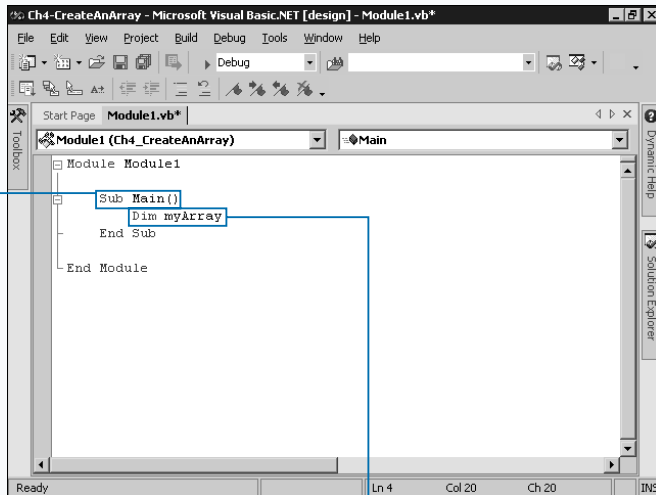 Ch4-CreateAnArray - Microsoft Visual Basic.NET [design] - Module1.vb*
File Edit View Project Build Debug Tools Window Help
Debug
Start Page Module1.vb*
Toolbox
Module1 (Ch4_CreateAnArray) Main
Module Module1
Sub Main()
Dim myArray
End Sub
End Module
Dynamic Help
Solution Explorer
Ready Ln 4 Col 20 Ch 20 INS